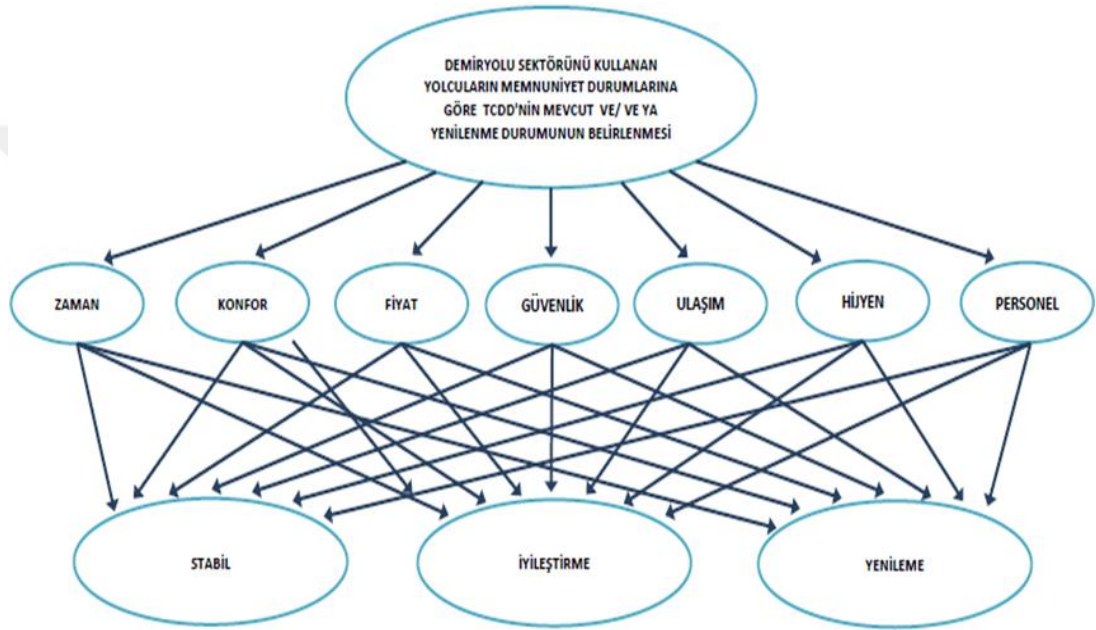 DEMİRYOLU SEKTÖRÜNÜ KULLANAN
YOLCULARIN MEMNUNİYET DURUMLARINA
GÖRE TCDD'NİN MEVCUT VE/ VE YA
YENİLENME DURUMUNUN BELİRLENMESİ
ZAMAN
KONFOR
FİYAT
GÜVENLİK
ULAŞIM
HİJYEN
PERSONEL
STABİL
İYİLEŞTİRME
YENİLEME